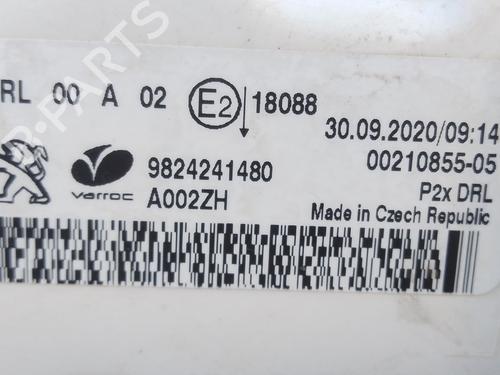 RL 00 A 02 E2 18088
30.09.2020/09:14
varroc 9824241480 00210855-05
A002ZH P2x DRL
Made in Czech Republic
B-PARTS